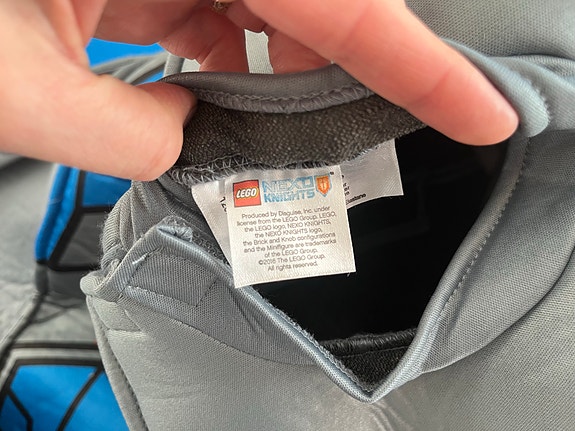 LEGO NEXO
KNIGHTS
Produced by Disguise, Inc. under
license from the LEGO Group. LEGO,
the LEGO logo, NEXO KNIGHTS,
the NEXO KNIGHTS logo,
the Brick and Knob configurations
and the Minifigure are trademarks
of the LEGO Group.
©2016 The LEGO Group.
All rights reserved.